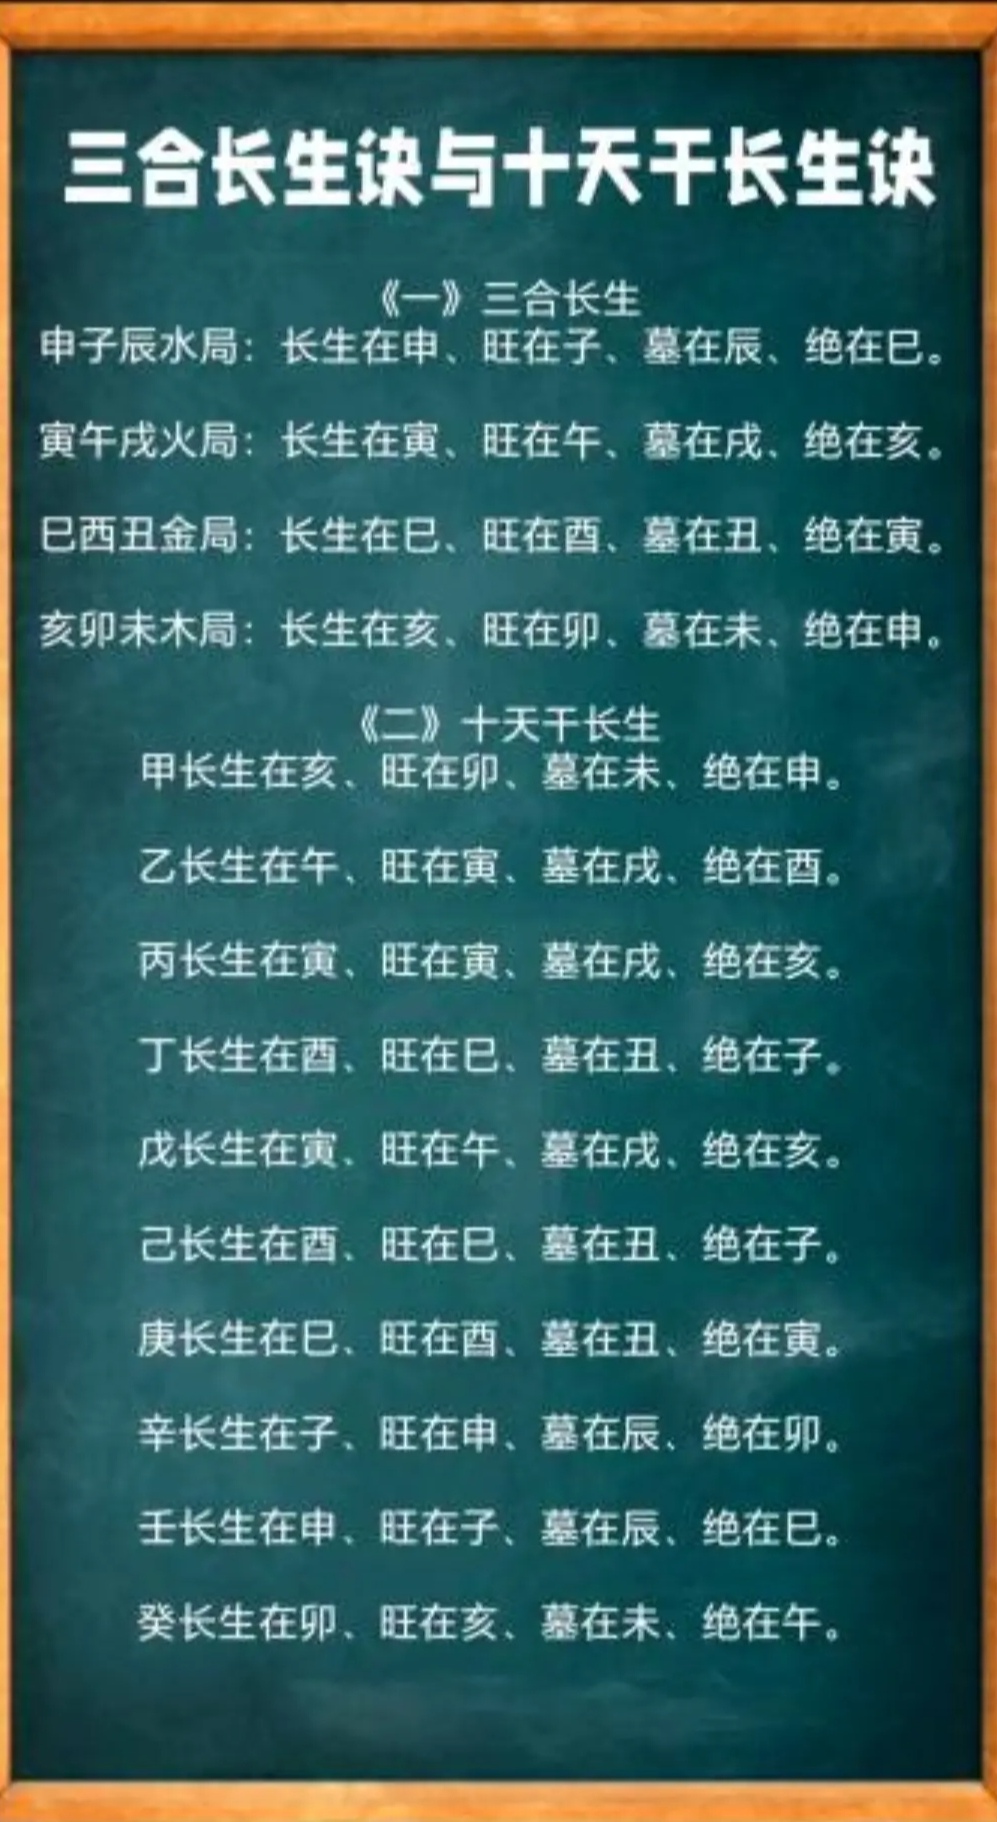 三合长生诀与十天干长生诀
《一》三合长生
申子辰水局：长生在申、旺在子、墓在辰、绝在巳。
寅午戌火局：长生在寅、旺在午、墓在戌、绝在亥。
巳西丑金局：长生在巳、旺在酉、墓在丑、绝在寅。
亥卯未木局：长生在亥、旺在卯、墓在未、绝在申。
《二》十天干长生
甲长生在亥、旺在卯、墓在未、绝在申。
乙长生在午、旺在寅、墓在戌、绝在酉。
丙长生在寅、旺在寅、墓在戌、绝在亥。
丁长生在酉、旺在巳、墓在丑、绝在子。
戊长生在寅、旺在午、墓在戌、绝在亥。
己长生在酉、旺在巳、墓在丑、绝在子。
庚长生在巳、旺在酉、墓在丑、绝在寅。
辛长生在子、旺在申、墓在辰、绝在卯。
壬长生在申、旺在子、墓在辰、绝在巳。
癸长生在卯、旺在亥、墓在未、绝在午。